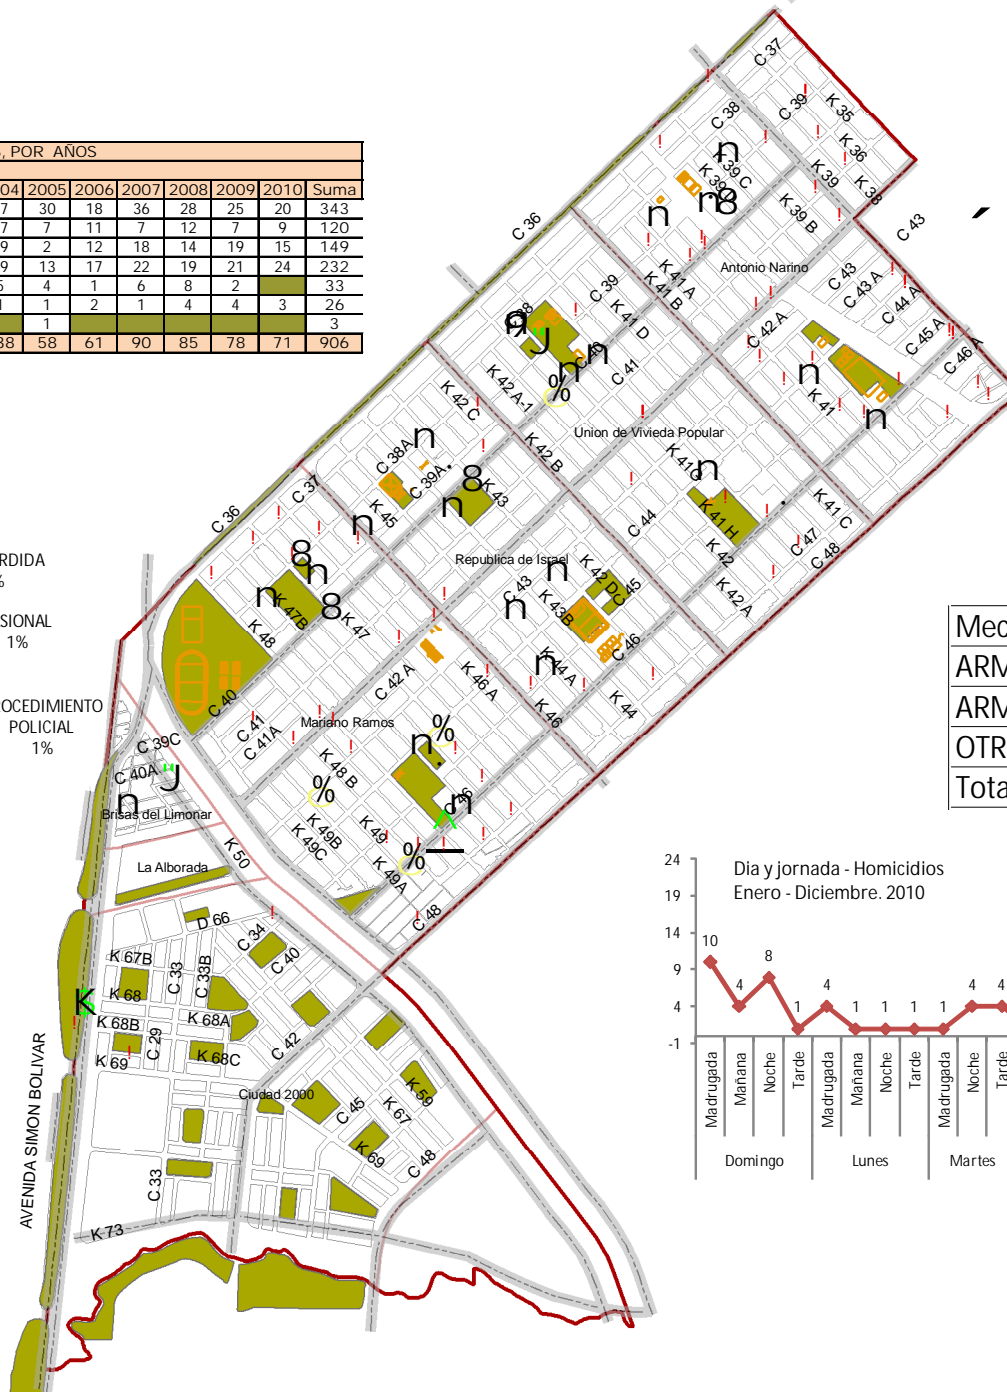 , POR AÑOS
04 2005 2006 2007 2008 2009 2010 Suma
7 30 18 36 28 25 20 343
7 7 11 7 12 7 9 120
9 2 12 18 14 19 15 149
9 13 17 22 19 21 24 232
5 4 1 6 8 2 33
1 1 2 1 4 4 3 26
1 3
38 58 61 90 85 78 71 906
C 37
C 39
K 35
C 38
K 36
K 39
C 39 C
K 39
K 38
K 39 B
C 36
C 43
Antonio Narino
K 41 A
K 41 B
C 43
C 43 A
C 44 A
C 39
C 38
K 41 D
C 42 A
C 45 A
C 46 A
C 40
C 41
K 42 A-1
K 42 C
K 41
Union de Vivieda Popular
C 38A
K 42 B
K 41 G
C 39A
C 37
K 43
K 45
K 41 H
K 41 C
C 36
C 44
C 47
C 48
K 42
Republica de Israel
K 42 D
C 45
C 43
K 43B
K 42 A
RDIDA
%
SIONAL
1%
ROCEDIMIENTO
POLICIAL
1%
K 47B
K 47
K 48
C 46
K 44 A
C 42 A
K 46 A
K 44
K 46
C 40
C 41
C 41A
Mariano Ramos
C 39C
C 40A
K 48 B
Brisas del Limonar
C 46
K 49B
K 49
K 49C
K 50
La Alborada
K 49A
C 48
D 66
C 34
C 40
K 67B
C 33
C 33B
K 68
K 68B
K 68A
C 29
K 69
K 68C
C 42
Ciudad 2000
C 45
K 59
K 67
K 69
C 48
C 33
K 73
AVENIDA SIMON BOLIVAR
Mec
ARM
ARM
OTR
Tota
Dia y jornada - Homicidios
Enero - Diciembre. 2010
24
19
14
9
4
-1
10 4 8 1 4 1 1 1 1 4 4
Madrugada Mañana Noche Tarde Madrugada Mañana Noche Tarde Madrugada Noche Tarde
Domingo Lunes Martes